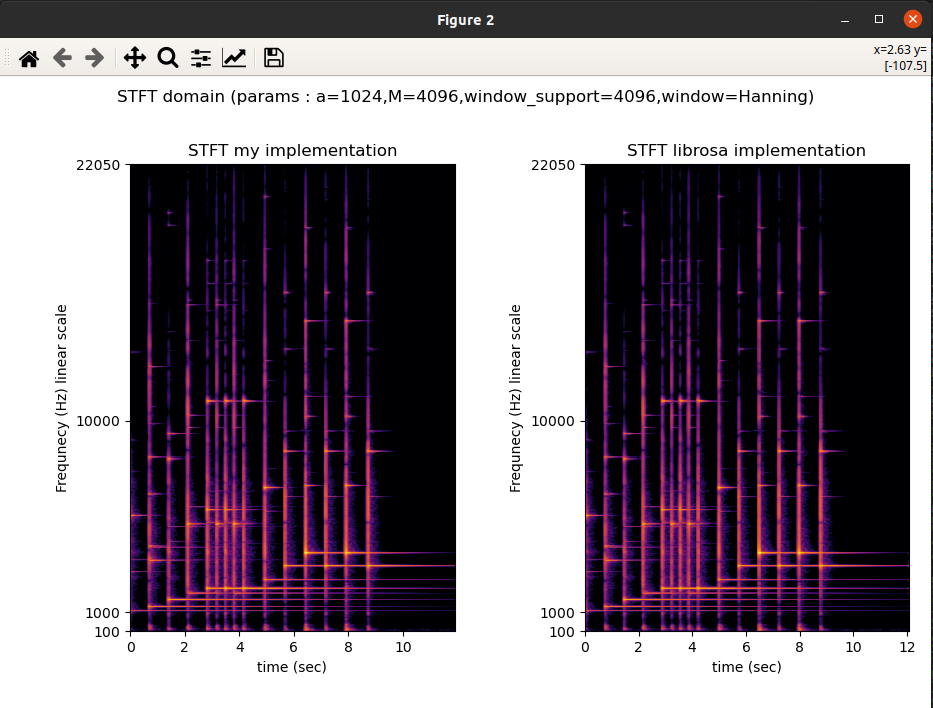 Figure 2
x=2.63 y=
[-107.5]
STFT domain (params : a=1024,M=4096,window_support=4096,window=Hanning)
STFT my implementation
22050
10000
1000
100
Frequnecy (Hz) linear scale
0 2 4 6 8 10
time (sec)
STFT librosa implementation
22050
10000
1000
100
Frequnecy (Hz) linear scale
0 2 4 6 8 10 12
time (sec)